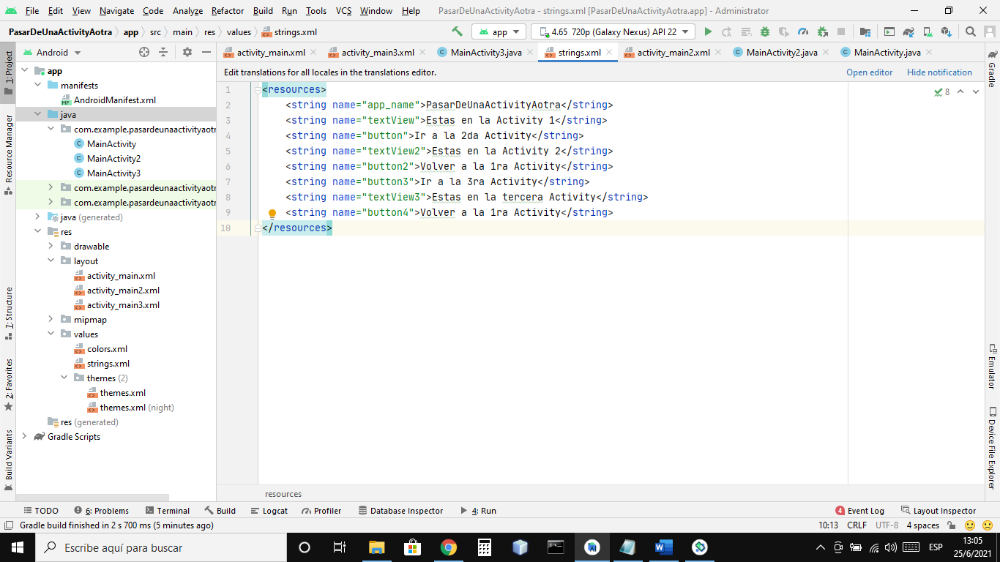 File Edit View Navigate Code Analyze Refactor Build Run Tools VCS Window Help PasarDeUnaActivityAotra - strings.xml [PasarDeUnaActivityAotra.app] - Administrator
PasarDeUnaActivityAotra app src main res values strings.xml app 4.65 720p (Galaxy Nexus) API 22
Android activity_main.xml activity_main3.xml MainActivity3.java strings.xml activity_main2.xml MainActivity2.java MainActivity.java
Edit translations for all locales in the translations editor. Open editor Hide notification
1: Project
Resource Manager
7: Structure
2: Favorites
Build Variants
app
manifests
AndroidManifest.xml
java
com.example.pasardeunaactivityaotr
MainActivity
MainActivity2
MainActivity3
com.example.pasardeunaactivityaotr
com.example.pasardeunaactivityaotr
java (generated)
res
drawable
layout
activity_main.xml
activity_main2.xml
activity_main3.xml
mipmap
values
colors.xml
strings.xml
themes (2)
themes.xml
themes.xml (night)
res (generated)
Gradle Scripts
1 <resources>
2 <string name="app_name">PasarDeUnaActivityAotra</string>
3 <string name="textView">Estas en la Activity 1</string>
4 <string name="button">Ir a la 2da Activity</string>
5 <string name="textView2">Estas en la Activity 2</string>
6 <string name="button2">Volver a la 1ra Activity</string>
7 <string name="button3">Ir a la 3ra Activity</string>
8 <string name="textView3">Estas en la tercera Activity</string>
9 <string name="button4">Volver a la 1ra Activity</string>
10 </resources>
8
Gradle
Emulator
Device File Explorer
resources
TODO 6: Problems Terminal Build Logcat Profiler Database Inspector 4: Run 4 Event Log Layout Inspector
Gradle build finished in 2 s 700 ms (5 minutes ago) 10:13 CRLF UTF-8 4 spaces
Escribe aquí para buscar ESP 13:05
25/6/2021